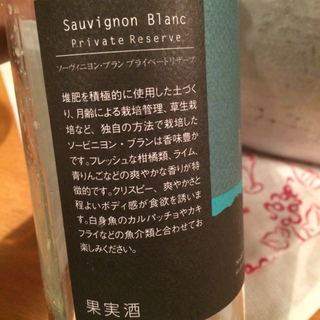 Sauvignon Blanc
Private Reserve
ソーヴィニヨン・ブラン プライベートリザーブ
堆肥を積極的に使用した土づく
り、月齢による栽培管理、草生栽
培など、独自の方法で栽培した
ソービニヨン・ブランは香味豊か
です。フレッシュな柑橘類、ライム、
青りんごなどの爽やかな香りが特
徴的です。クリスピー、爽やかさと
程よいボディ感が食欲を誘いま
す。白身魚のカルパッチョやカキ
フライなどの魚介類と合わせてお
楽しみください。
果実酒